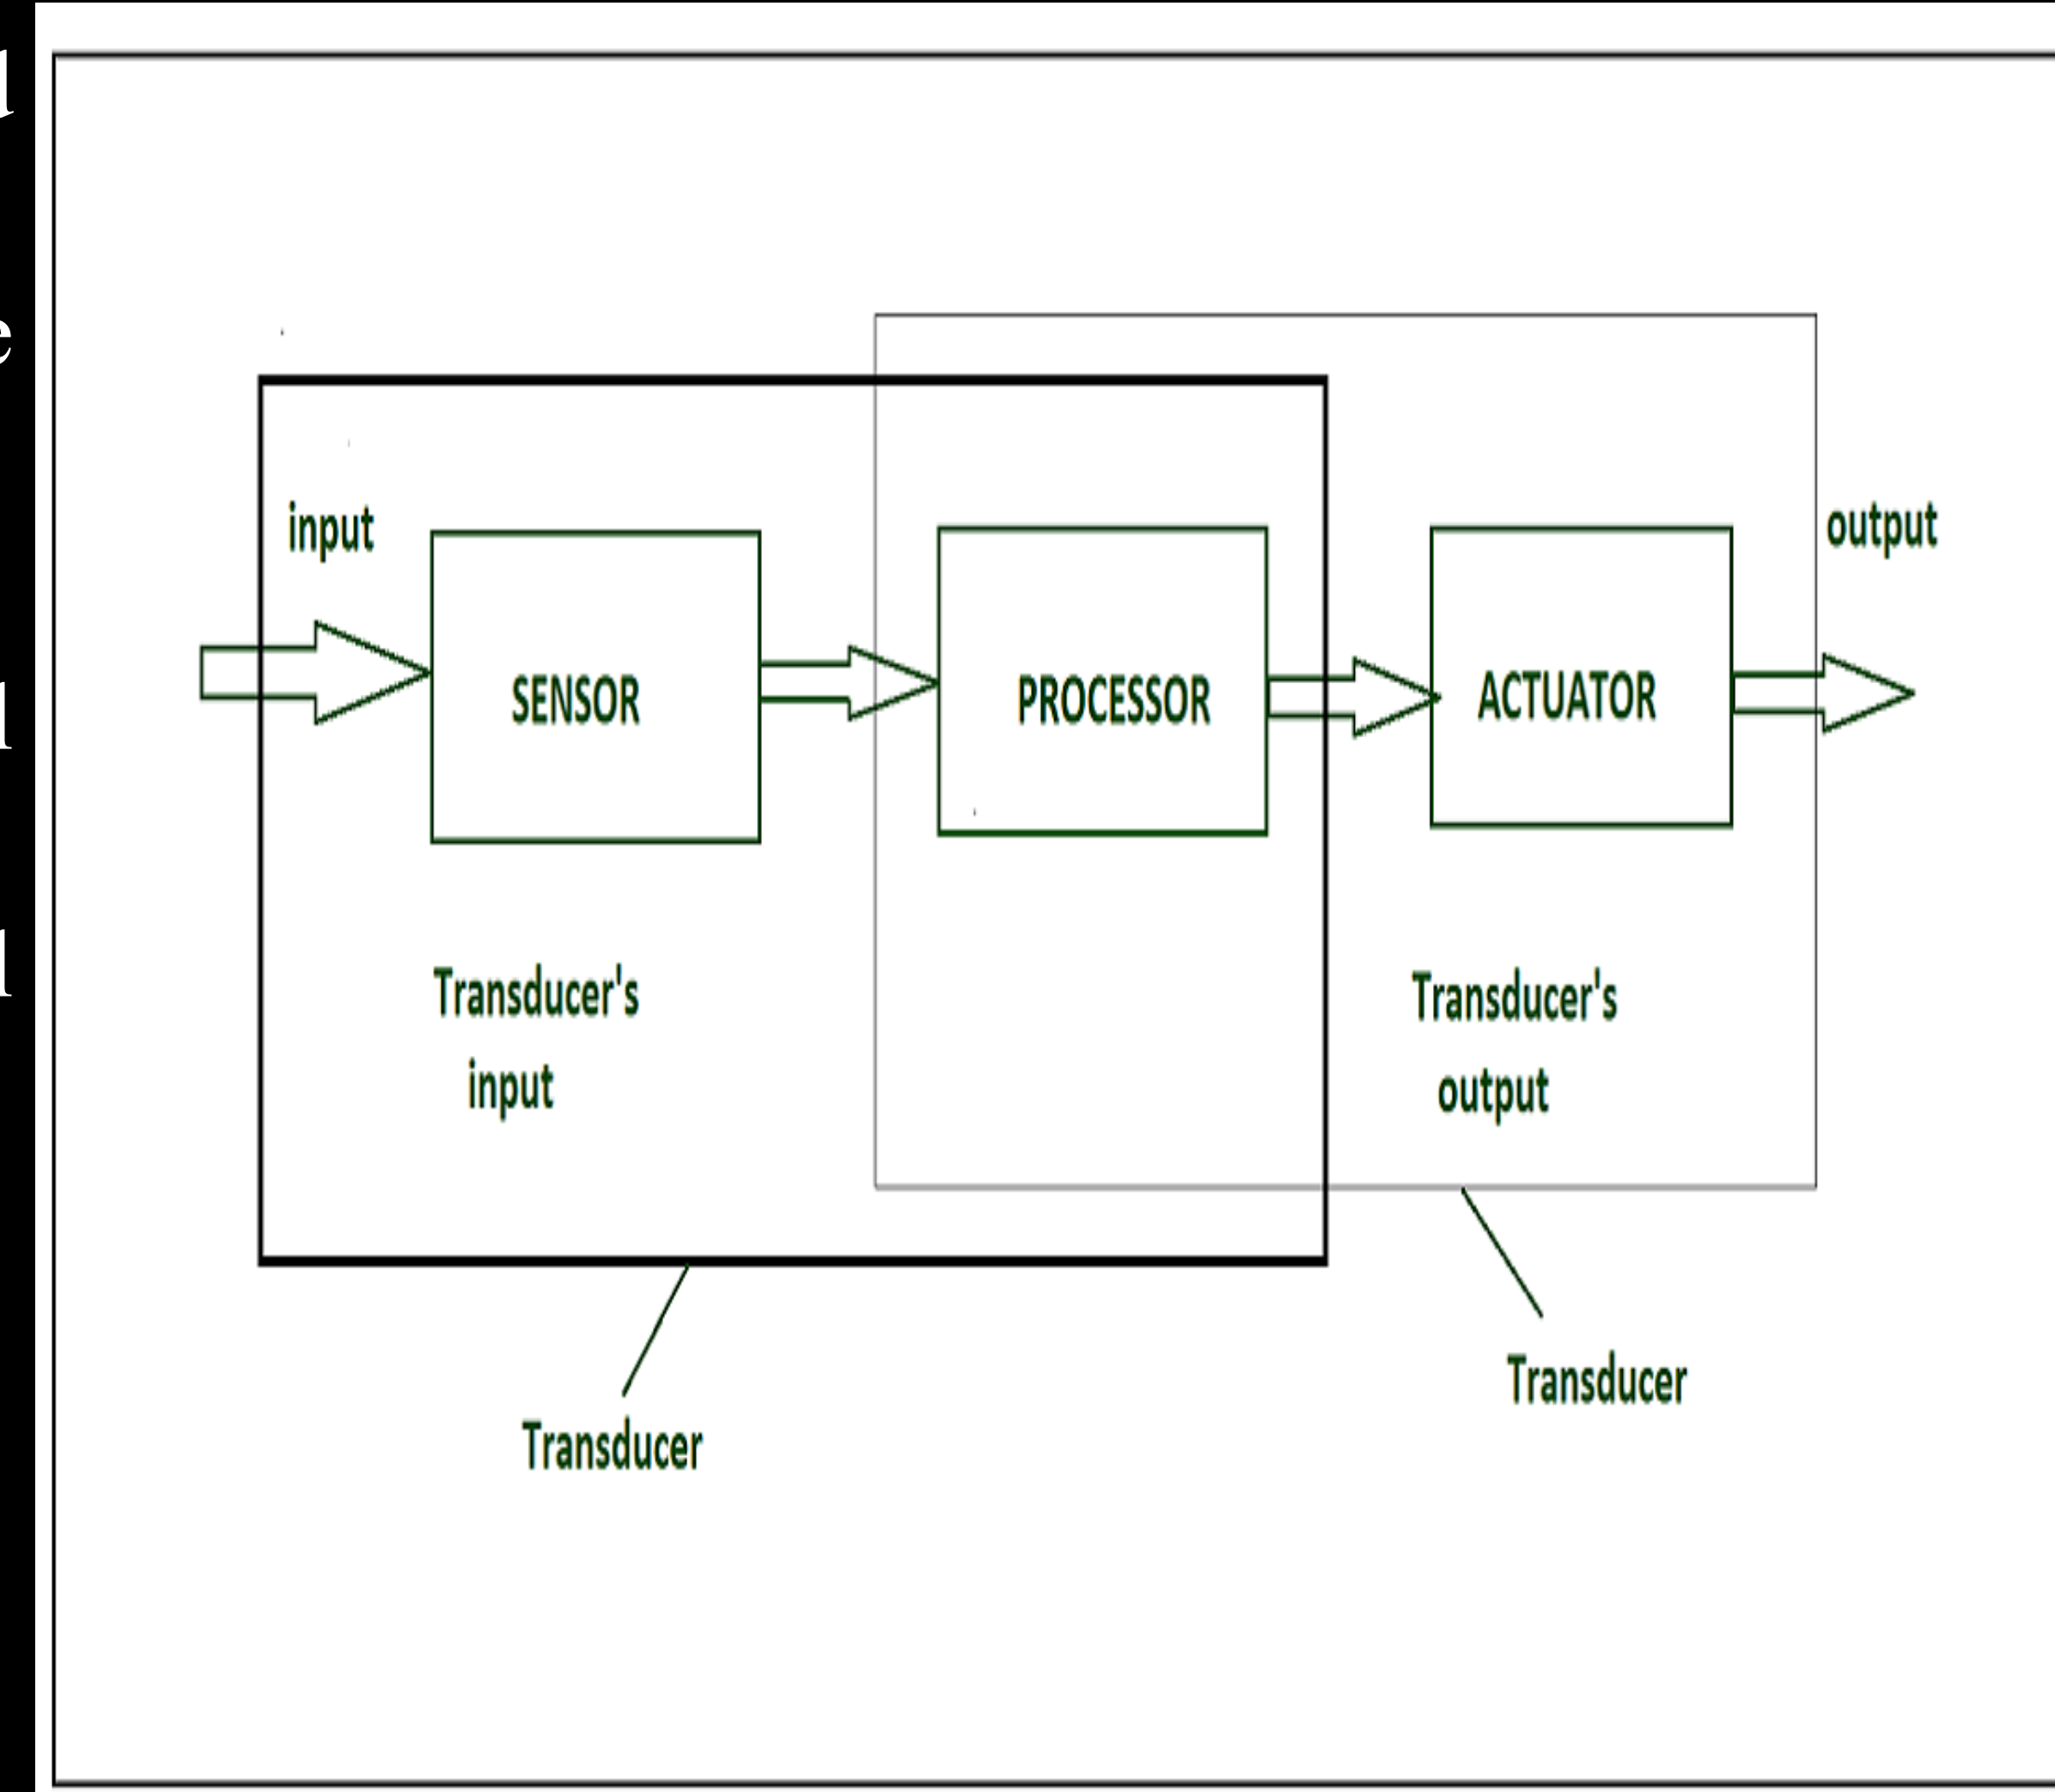 input
output
SENSOR
PROCESSOR
ACTUATOR
Transducer's
input
Transducer's
output
Transducer
Transducer